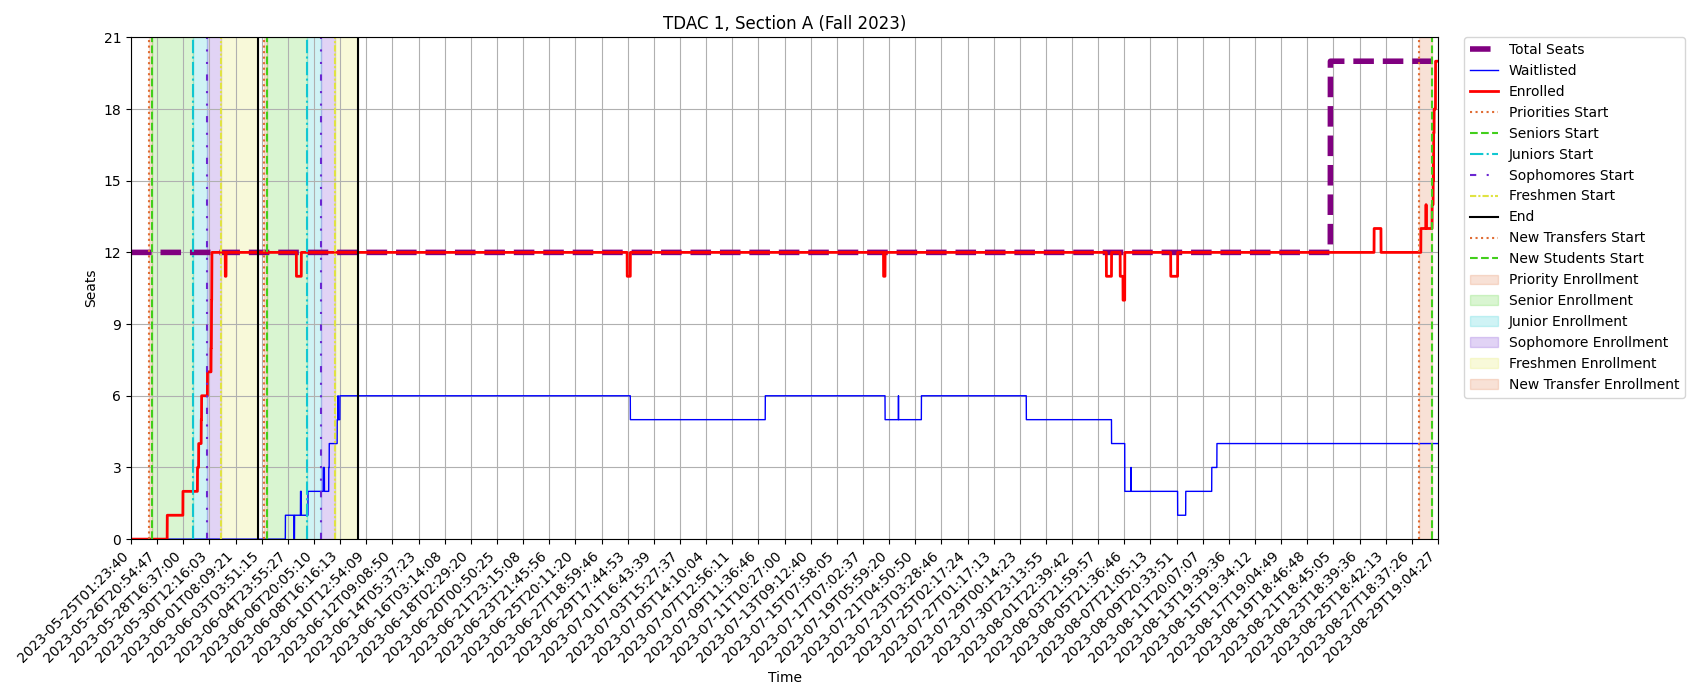 TDAC 1, Section A (Fall 2023)
21
18
15
12
9
6
3
0
Seats
2023-05-25T01:23:40
2023-05-26T20:54:47
2023-05-28T16:37:00
2023-05-30T12:16:03
2023-06-01T08:09:21
2023-06-03T03:51:15
2023-06-04T23:55:27
2023-06-06T20:05:10
2023-06-08T16:16:13
2023-06-10T12:54:09
2023-06-12T09:08:50
2023-06-14T05:37:23
2023-06-16T03:14:08
2023-06-18T02:29:20
2023-06-20T00:50:25
2023-06-21T23:15:08
2023-06-23T21:45:56
2023-06-25T20:11:20
2023-06-27T18:59:46
2023-06-29T17:44:53
2023-07-01T16:43:39
2023-07-03T15:27:37
2023-07-05T14:10:04
2023-07-07T12:56:11
2023-07-09T11:36:46
2023-07-11T10:27:00
2023-07-13T09:12:40
2023-07-15T07:58:05
2023-07-17T07:02:37
2023-07-19T05:59:20
2023-07-21T04:50:50
2023-07-23T03:28:46
2023-07-25T02:17:24
2023-07-27T01:17:13
2023-07-29T00:14:23
2023-07-30T23:13:55
2023-08-01T22:39:42
2023-08-03T21:59:57
2023-08-05T21:36:46
2023-08-07T21:05:13
2023-08-09T20:33:51
2023-08-11T20:07:07
2023-08-13T19:39:36
2023-08-15T19:34:12
2023-08-17T19:04:49
2023-08-19T18:46:48
2023-08-21T18:45:05
2023-08-23T18:39:36
2023-08-25T18:42:13
2023-08-27T18:37:26
2023-08-29T19:04:27
Time
Total Seats
Waitlisted
Enrolled
Priorities Start
Seniors Start
Juniors Start
Sophomores Start
Freshmen Start
End
New Transfers Start
New Students Start
Priority Enrollment
Senior Enrollment
Junior Enrollment
Sophomore Enrollment
Freshmen Enrollment
New Transfer Enrollment